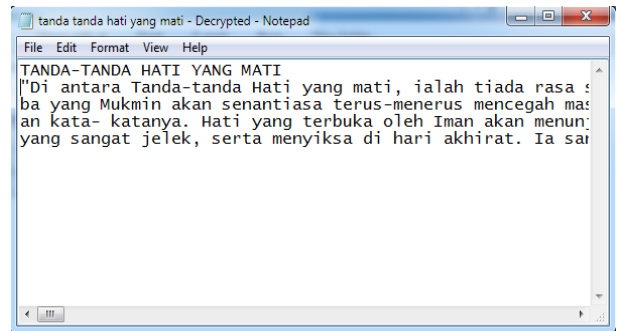 tanda tanda hati yang mati - Decrypted - Notepad
File Edit Format View Help
TANDA-TANDA HATI YANG MATI
"Di antara Tanda-tanda Hati yang mati, ialah tiada rasa
ba yang Mukmin akan senantiasa terus-menerus mencegah mas
an kata- katanya. Hati yang terbuka oleh Iman akan
yang sangat jelek, serta menyiksa di hari akhirat. Ia